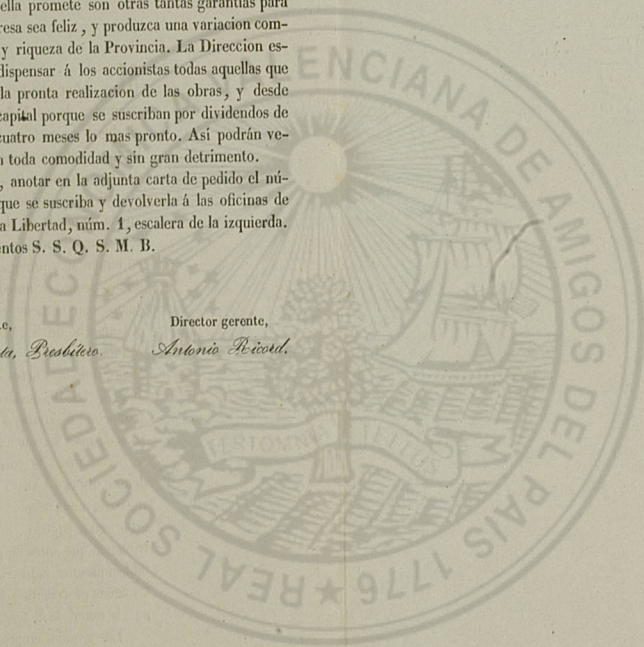 ella promete son otras tantas garantías para
resa sea feliz, y produzca una variacion com-
y riqueza de la Provincia. La Direccion es-
dispensar á los accionistas todas aquellas que
la pronta realizacion de las obras, y desde
capital porque se suscriban por dividendos de
cuatro meses lo mas pronto. Así podrán ve-
n toda comodidad y sin gran detrimento.
, anotar en la adjunta carta de pedido el nú-
que se suscriba y devolverla á las oficinas de
a Libertad, núm. 1, escalera de la izquierda.
ntos S. S. Q. S. M. B.
e,
Director gerente,
ta, Presbítero.
Antonio Ricord.
REAL SOCIEDAD ECO
ENCIANA DE AMIGOS DEL PAIS 1776
FERT OMNIA TELLUS